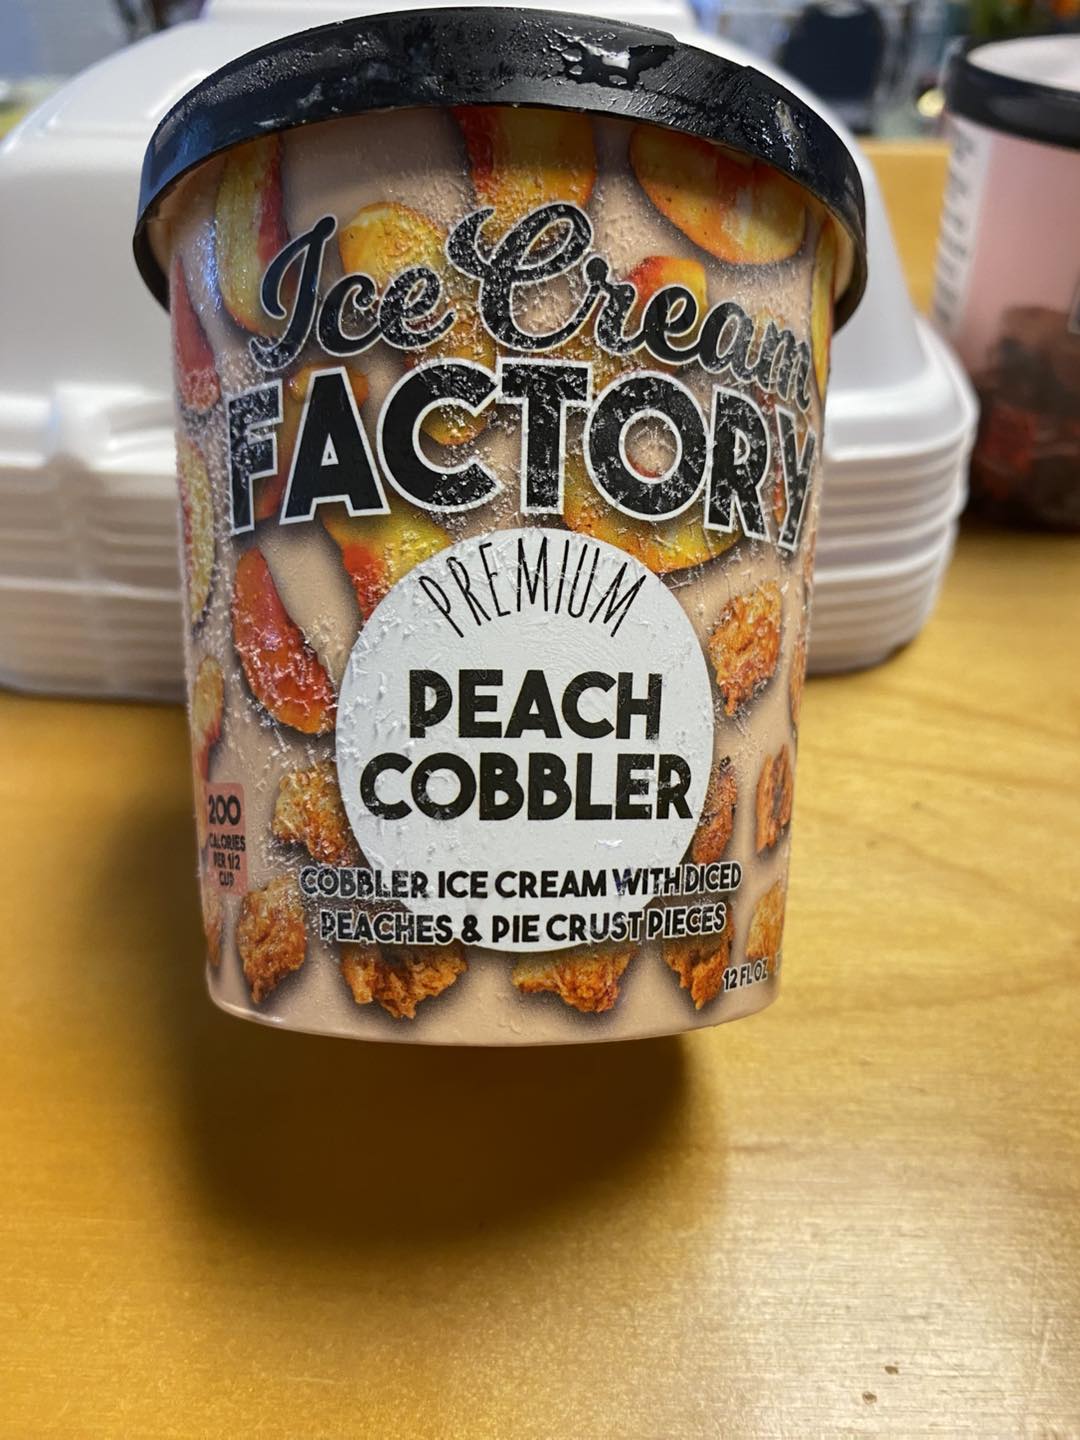 Ice Cream
FACTORY
PREMIUM
PEACH
COBBLER
200
CALORIES
PER 1/2
CUP
COBBLER ICE CREAM WITH DICED
PEACHES & PIE CRUST PIECES
12 FL OZ